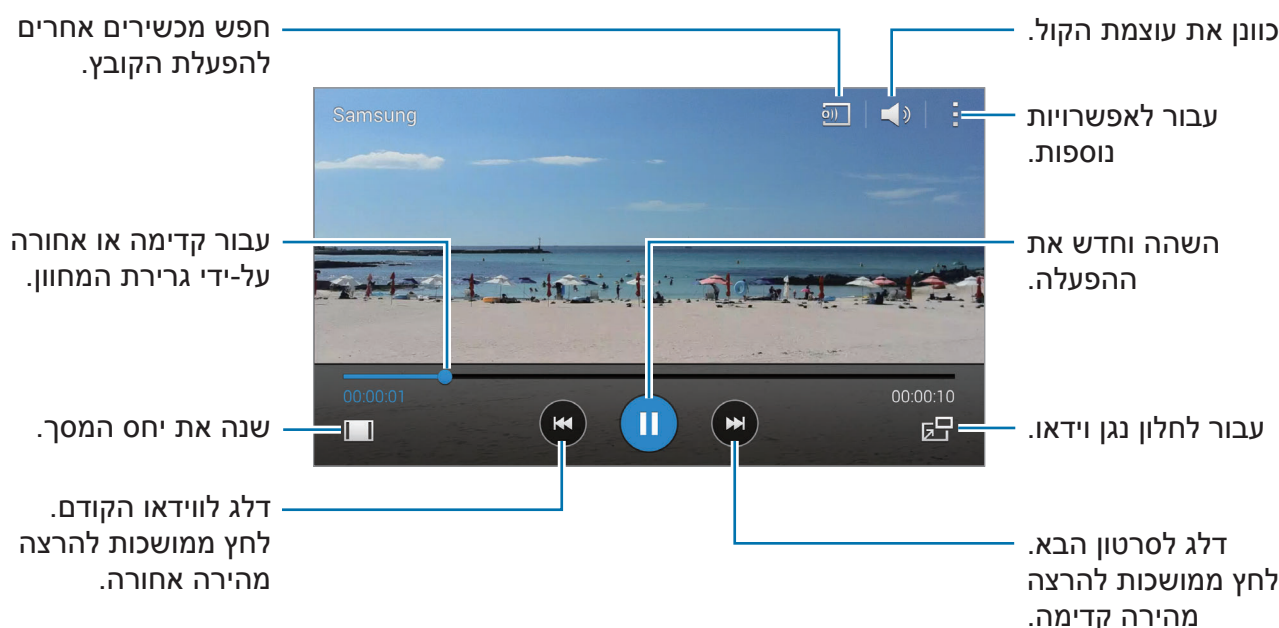 חפש מכשירים אחרים
להפעלת הקובץ.
כוונן את עוצמת הקול.
Samsung
עבור לאפשרויות
נוספות.
עבור קדימה או אחורה
על-ידי גרירת המחוון.
השהה וחדש את
ההפעלה.
00:00:01
00:00:10
שנה את יחס המסך.
עבור לחלון נגן וידאו.
דלג לווידאו הקודם.
לחץ ממושכות להרצה
מהירה אחורה.
דלג לסרטון הבא.
לחץ ממושכות להרצה
מהירה קדימה.